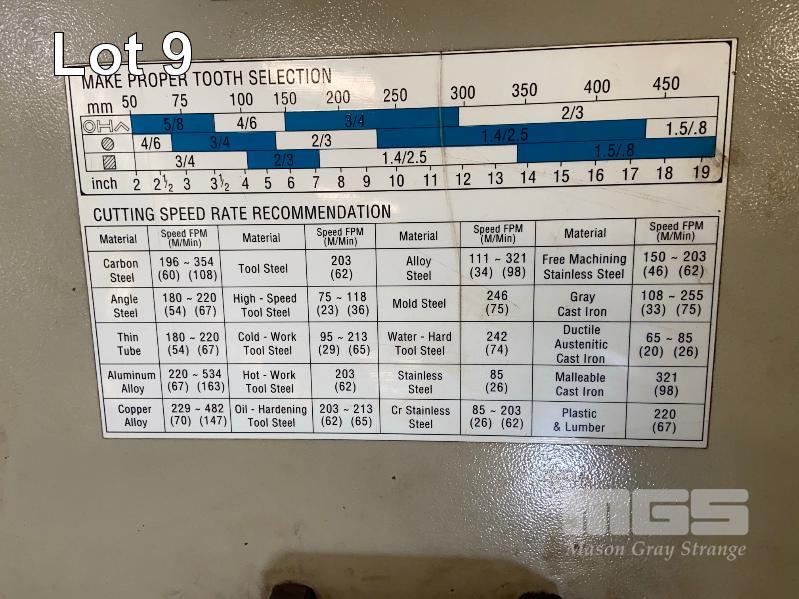 Lot 9
MAKE PROPER TOOTH SELECTION
mm 50 75 100 150 200 250 300 350 400 450
5/8 4/6 3/4 2/3
4/6 3/4 2/3 1.4/2.5 1.5/.8
3/4 2/3 1.4/2.5 1.5/.8
inch 2 2 1/2 3 3 1/2 4 5 6 7 8 9 10 11 12 13 14 15 16 17 18 19
CUTTING SPEED RATE RECOMMENDATION
Material Speed FPM (M/Min) Material Speed FPM (M/Min) Material Speed FPM (M/Min) Material Speed FPM (M/Min)
Carbon Steel 196 ~ 354 (60) (108) Tool Steel 203 (62) Alloy Steel 111 ~ 321 (34) (98) Free Machining Stainless Steel 150 ~ 203 (46) (62)
Angle Steel 180 ~ 220 (54) (67) High - Speed Tool Steel 75 ~ 118 (23) (36) Mold Steel 246 (75) Gray Cast Iron 108 ~ 255 (33) (75)
Thin Tube 180 ~ 220 (54) (67) Cold - Work Tool Steel 95 ~ 213 (29) (65) Water - Hard Tool Steel 242 (74) Ductile Austenitic Cast Iron 65 ~ 85 (20) (26)
Aluminum Alloy 220 ~ 534 (67) (163) Hot - Work Tool Steel 203 (62) Stainless Steel 85 (26) Malleable Cast Iron 321 (98)
Copper Alloy 229 ~ 482 (70) (147) Oil - Hardening Tool Steel 203 ~ 213 (62) (65) Cr Stainless Steel 85 ~ 203 (26) (62) Plastic & Lumber 220 (67)
MGS
Mason Gray Strange